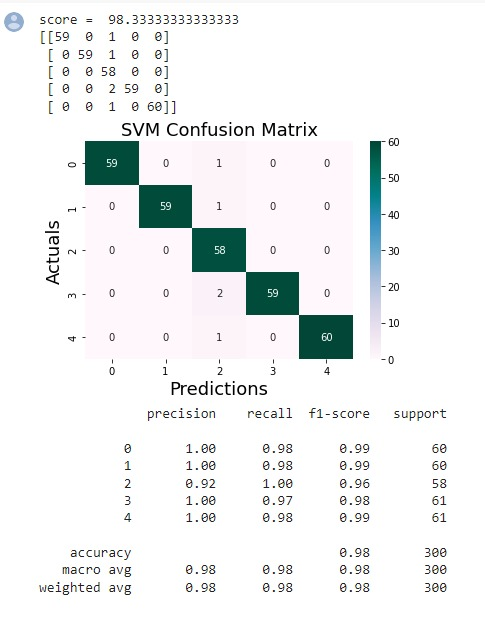 score =  98.33333333333333
[[59  0  1  0  0]
 [ 0 59  1  0  0]
 [ 0  0 58  0  0]
 [ 0  0  2 59  0]
 [ 0  0  1  0 60]]
SVM Confusion Matrix
0 59 0 1 0 0
1 0 59 1 0 0
2 0 0 58 0 0
3 0 0 2 59 0
4 0 0 1 0 60
0 1 2 3 4
Actuals
Predictions
60
50
40
30
20
10
0
precision recall f1-score support
0 1.00 0.98 0.99 60
1 1.00 0.98 0.99 60
2 0.92 1.00 0.96 58
3 1.00 0.97 0.98 61
4 1.00 0.98 0.99 61
accuracy 0.98 300
macro avg 0.98 0.98 0.98 300
weighted avg 0.98 0.98 0.98 300